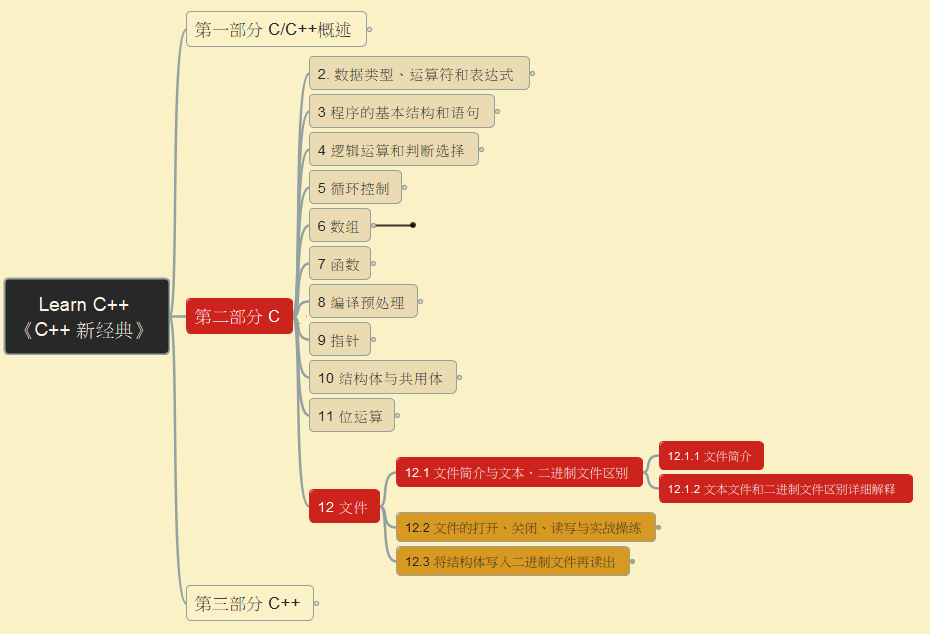 第一部分 C/C++概述
2. 数据类型、运算符和表达式
3 程序的基本结构和语句
4 逻辑运算和判断选择
5 循环控制
6 数组
7 函数
Learn C++
《C++ 新经典》
第二部分 C
8 编译预处理
9 指针
10 结构体与共用体
11 位运算
12 文件
12.1 文件简介与文本、二进制文件区别
12.1.1 文件简介
12.1.2 文本文件和二进制文件区别详细解释
12.2 文件的打开、关闭、读写与实战操练
12.3 将结构体写入二进制文件再读出
第三部分 C++